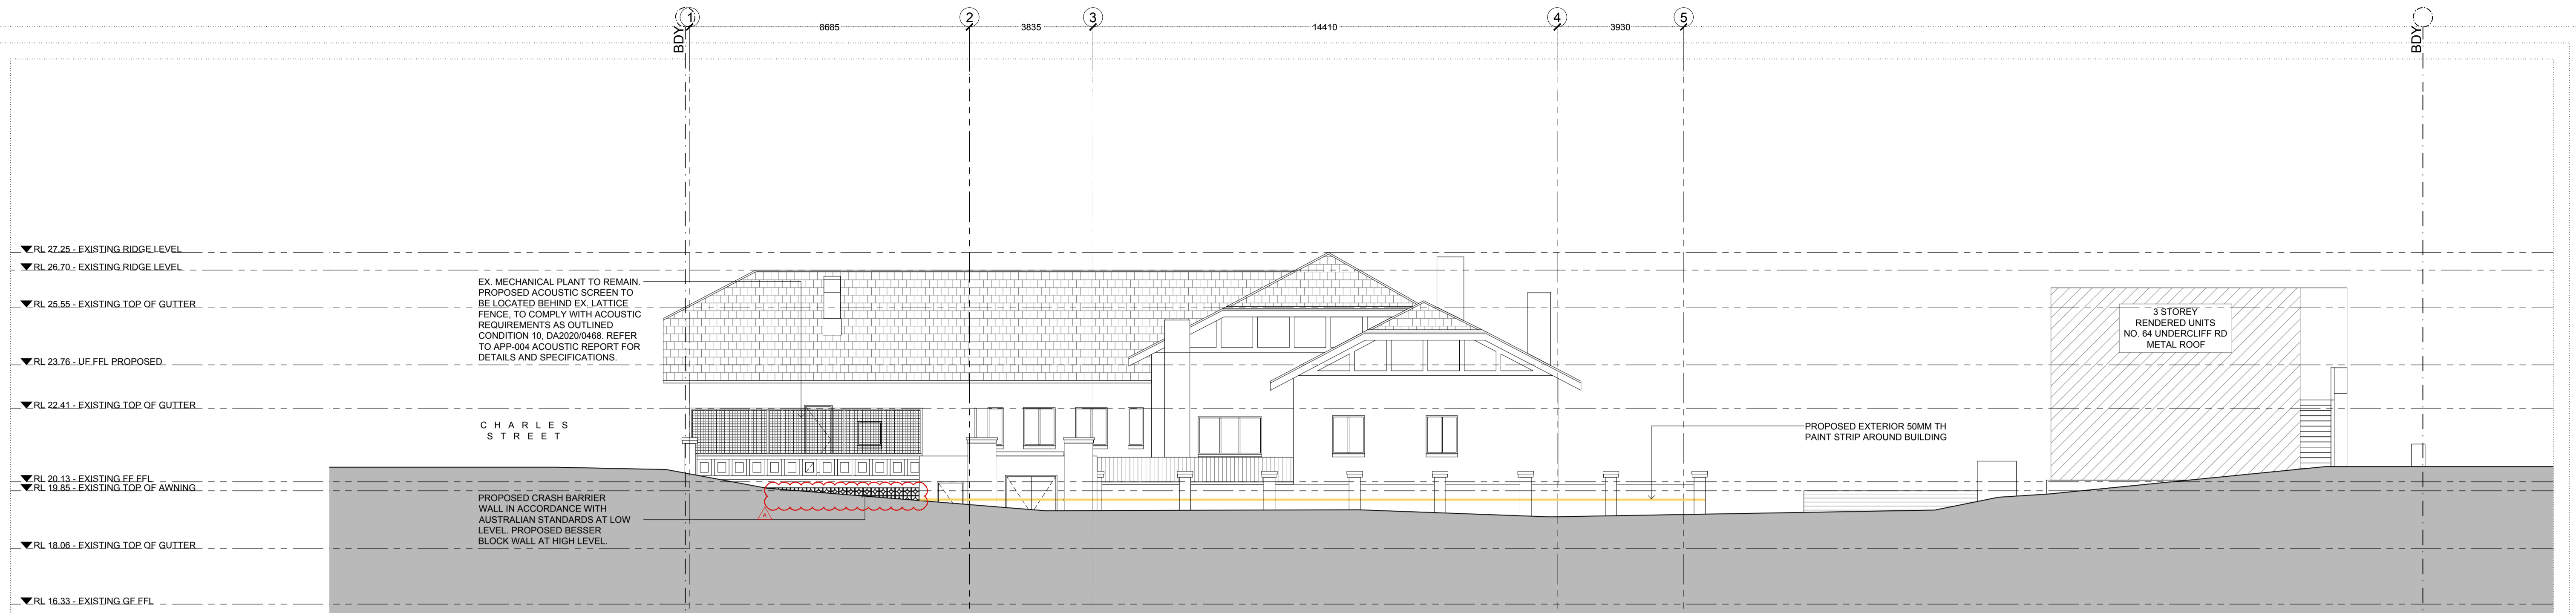 1
2
3
4
5
BDY
8685
3835
14410
3930
BDY
RL 27.25 - EXISTING RIDGE LEVEL
RL 26.70 - EXISTING RIDGE LEVEL
RL 25.55 - EXISTING TOP OF GUTTER
RL 23.76 - UF FFL PROPOSED
RL 22.41 - EXISTING TOP OF GUTTER
RL 20.13 - EXISTING FF FFL
RL 19.85 - EXISTING TOP OF AWNING
RL 18.06 - EXISTING TOP OF GUTTER
RL 16.33 - EXISTING GF FFL
EX. MECHANICAL PLANT TO REMAIN.
PROPOSED ACOUSTIC SCREEN TO
BE LOCATED BEHIND EX. LATTICE
FENCE, TO COMPLY WITH ACOUSTIC
REQUIREMENTS AS OUTLINED
CONDITION 10, DA2020/0468. REFER
TO APP-004 ACOUSTIC REPORT FOR
DETAILS AND SPECIFICATIONS.
CHARLES
STREET
PROPOSED CRASH BARRIER
WALL IN ACCORDANCE WITH
AUSTRALIAN STANDARDS AT LOW
LEVEL. PROPOSED BESSER
BLOCK WALL AT HIGH LEVEL.
A
PROPOSED EXTERIOR 50MM TH
PAINT STRIP AROUND BUILDING
3 STOREY
RENDERED UNITS
NO. 64 UNDERCLIFF RD
METAL ROOF